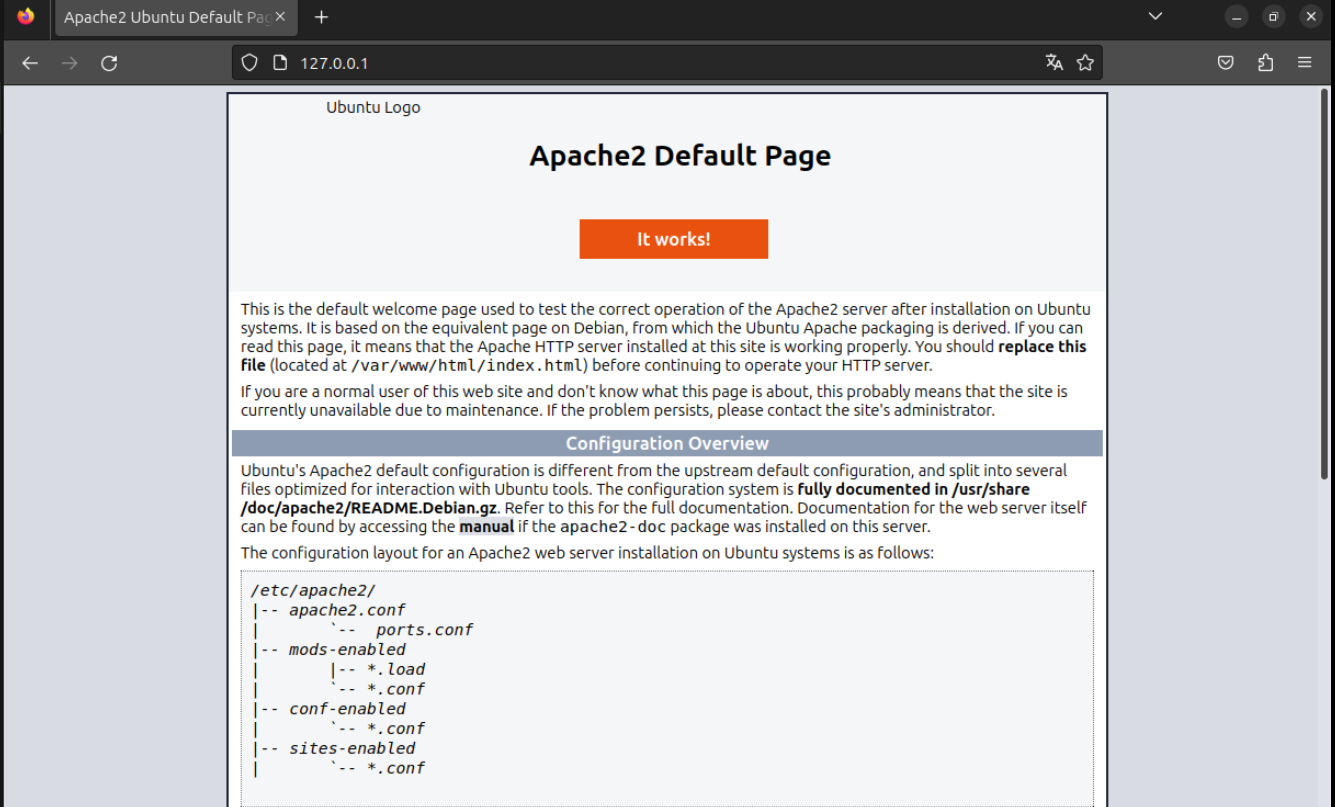 Apache2 Ubuntu Default Pag
127.0.0.1
Ubuntu Logo
Apache2 Default Page
It works!
This is the default welcome page used to test the correct operation of the Apache2 server after installation on Ubuntu
systems. It is based on the equivalent page on Debian, from which the Ubuntu Apache packaging is derived. If you can
read this page, it means that the Apache HTTP server installed at this site is working properly. You should replace this
file (located at /var/www/html/index.html) before continuing to operate your HTTP server.
If you are a normal user of this web site and don't know what this page is about, this probably means that the site is
currently unavailable due to maintenance. If the problem persists, please contact the site's administrator.
Configuration Overview
Ubuntu's Apache2 default configuration is different from the upstream default configuration, and split into several
files optimized for interaction with Ubuntu tools. The configuration system is fully documented in /usr/share
/doc/apache2/README.Debian.gz. Refer to this for the full documentation. Documentation for the web server itself
can be found by accessing the manual if the apache2-doc package was installed on this server.
The configuration layout for an Apache2 web server installation on Ubuntu systems is as follows:
/etc/apache2/
|-- apache2.conf
|       `--  ports.conf
|-- mods-enabled
|       |-- *.load
|       `-- *.conf
|-- conf-enabled
|       `-- *.conf
|-- sites-enabled
|       `-- *.conf